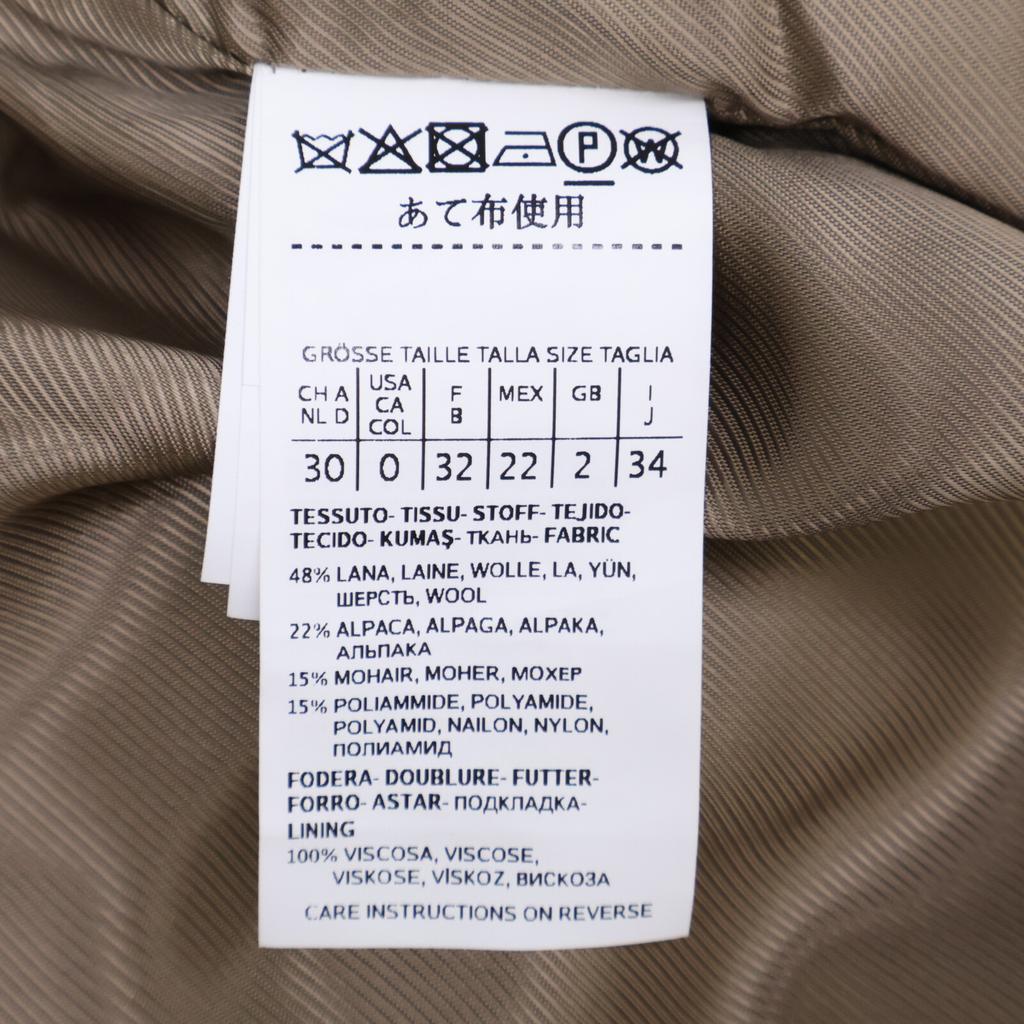 P W
あて布使用
GRÖSSE TAILLE TALLA SIZE TAGLIA
CH A NL D USA CA COL F B MEX GB I J
30 0 32 22 2 34
TESSUTO- TISSU- STOFF- TEJIDO-
TECIDO- KUMAŞ- ТКАНЬ- FABRIC
48% LANA, LAINE, WOLLE, LA, YÜN,
ШЕРСТЬ, WOOL
22% ALPACA, ALPAGA, ALPAKA,
АЛЬПАКА
15% MOHAIR, MOHER, МОХЕР
15% POLIAMMIDE, POLYAMIDE,
POLYAMID, NAILON, NYLON,
ПОЛИАМИД
FODERA- DOUBLURE- FUTTER-
FORRO- ASTAR- ПОДКЛАДКА-
LINING
100% VISCOSA, VISCOSE,
VISKOSE, VİSKOZ, ВИСКОЗА
CARE INSTRUCTIONS ON REVERSE